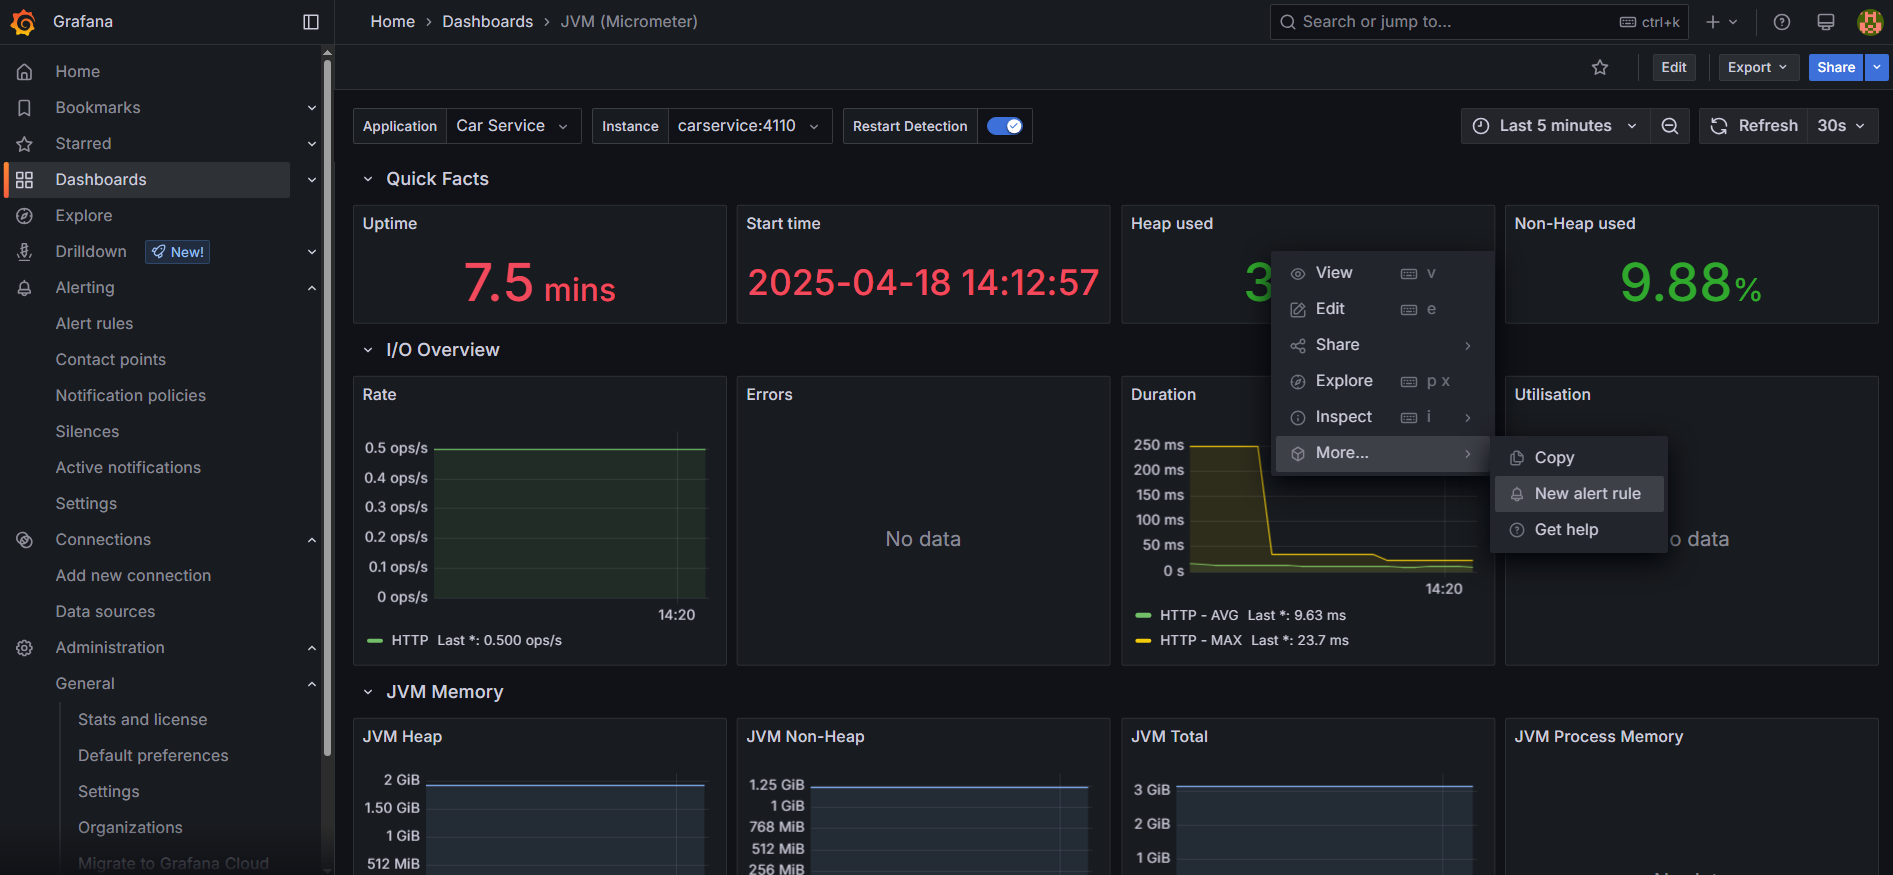 Grafana
Home › Dashboards › JVM (Micrometer)
Search or jump to...
ctrl+k
Home
Bookmarks
Starred
Dashboards
Explore
Drilldown
New!
Alerting
Alert rules
Contact points
Notification policies
Silences
Active notifications
Settings
Connections
Add new connection
Data sources
Administration
General
Stats and license
Default preferences
Settings
Organizations
Migrate to Grafana Cloud
Edit
Export
Share
Application
Car Service
Instance
carservice:4110
Restart Detection
Last 5 minutes
Refresh
30s
Quick Facts
Uptime
7.5 mins
Start time
2025-04-18 14:12:57
Heap used
3
Non-Heap used
9.88%
View
v
Edit
e
Share
Explore
p x
Inspect
i
More...
Copy
New alert rule
Get help
I/O Overview
Rate
0.5 ops/s
0.4 ops/s
0.3 ops/s
0.2 ops/s
0.1 ops/s
0 ops/s
14:20
HTTP Last *: 0.500 ops/s
Errors
No data
Duration
250 ms
200 ms
150 ms
100 ms
50 ms
0 s
14:20
HTTP - AVG Last *: 9.63 ms
HTTP - MAX Last *: 23.7 ms
Utilisation
o data
JVM Memory
JVM Heap
2 GiB
1.50 GiB
1 GiB
512 MiB
JVM Non-Heap
1.25 GiB
1 GiB
768 MiB
512 MiB
256 MiB
JVM Total
3 GiB
2 GiB
1 GiB
JVM Process Memory